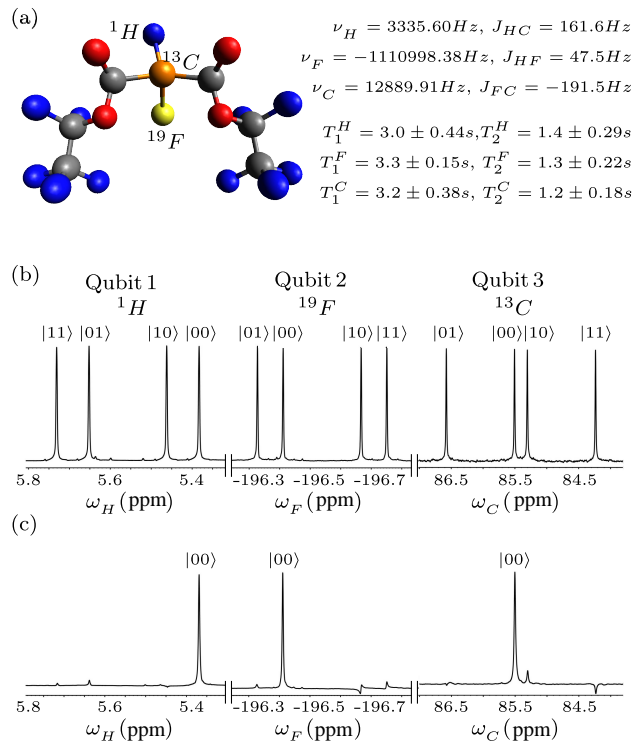 (a)
¹H
¹³C
¹⁹F
ν_H = 3335.60Hz, J_HC = 161.6Hz
ν_F = −1110998.38Hz, J_HF = 47.5Hz
ν_C = 12889.91Hz, J_FC = −191.5Hz
T₁^H = 3.0 ± 0.44s, T₂^H = 1.4 ± 0.29s
T₁^F = 3.3 ± 0.15s, T₂^F = 1.3 ± 0.22s
T₁^C = 3.2 ± 0.38s, T₂^C = 1.2 ± 0.18s
(b)
Qubit 1 Qubit 2 Qubit 3
¹H ¹⁹F ¹³C
|11⟩ |01⟩ |10⟩ |00⟩ |01⟩ |00⟩ |10⟩ |11⟩ |01⟩ |00⟩ |10⟩ |11⟩
5.8 5.6 5.4 -196.3 -196.5 -196.7 86.5 85.5 84.5
ω_H (ppm) ω_F (ppm) ω_C (ppm)
(c)
|00⟩ |00⟩ |00⟩
5.8 5.6 5.4 -196.3 -196.5 -196.7 86.5 85.5 84.5
ω_H (ppm) ω_F (ppm) ω_C (ppm)